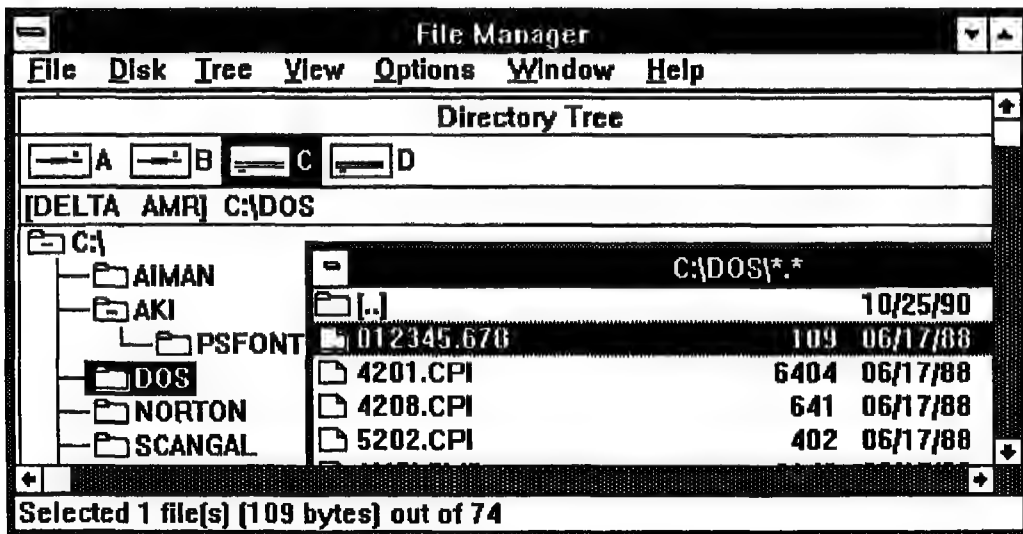 File Manager
File Disk Tree View Options Window Help
Directory Tree
A B C D
[DELTA AMR] C:\DOS
C:\
AIMAN
AKI
PSFONT
DOS
NORTON
SCANGAL
C:\DOS\*.*
[..] 10/25/90
012345.678 109 06/17/88
4201.CPI 6404 06/17/88
4208.CPI 641 06/17/88
5202.CPI 402 06/17/88
Selected 1 file(s) (109 bytes) out of 74